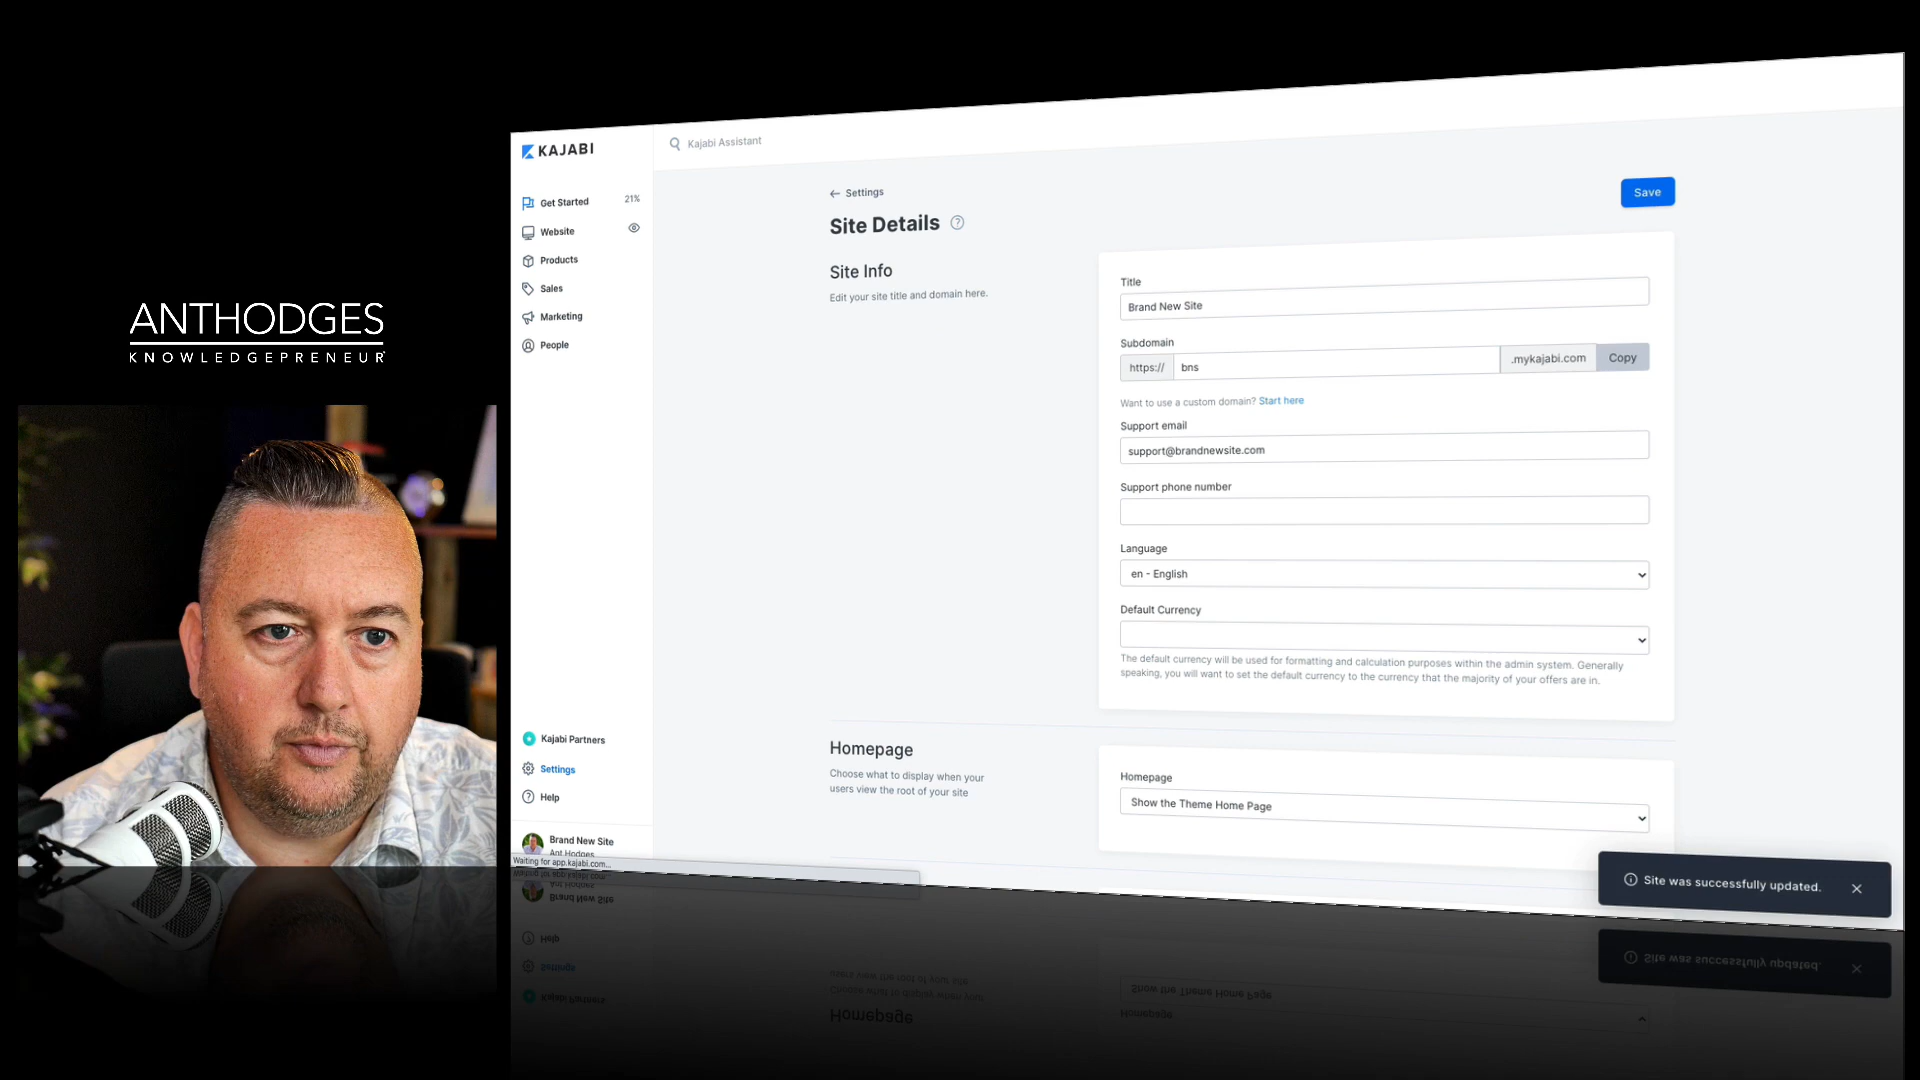 ANTHODGES
KNOWLEDGEPRENEUR
KAJABI
Get Started 21%
Website
Products
Sales
Marketing
People
Kajabi Partners
Settings
Help
Brand New Site
Ant Hodges
Waiting for app.kajabi.com...
Kajabi Assistant
← Settings
Save
Site Details
Site Info
Edit your site title and domain here.
Title
Brand New Site
Subdomain
https:// bns .mykajabi.com Copy
Want to use a custom domain? Start here
Support email
support@brandnewsite.com
Support phone number
Language
en - English
Default Currency
The default currency will be used for formatting and calculation purposes within the admin system. Generally
speaking, you will want to set the default currency to the currency that the majority of your offers are in.
Homepage
Choose what to display when your
users view the root of your site
Homepage
Show the Theme Home Page
Site was successfully updated.